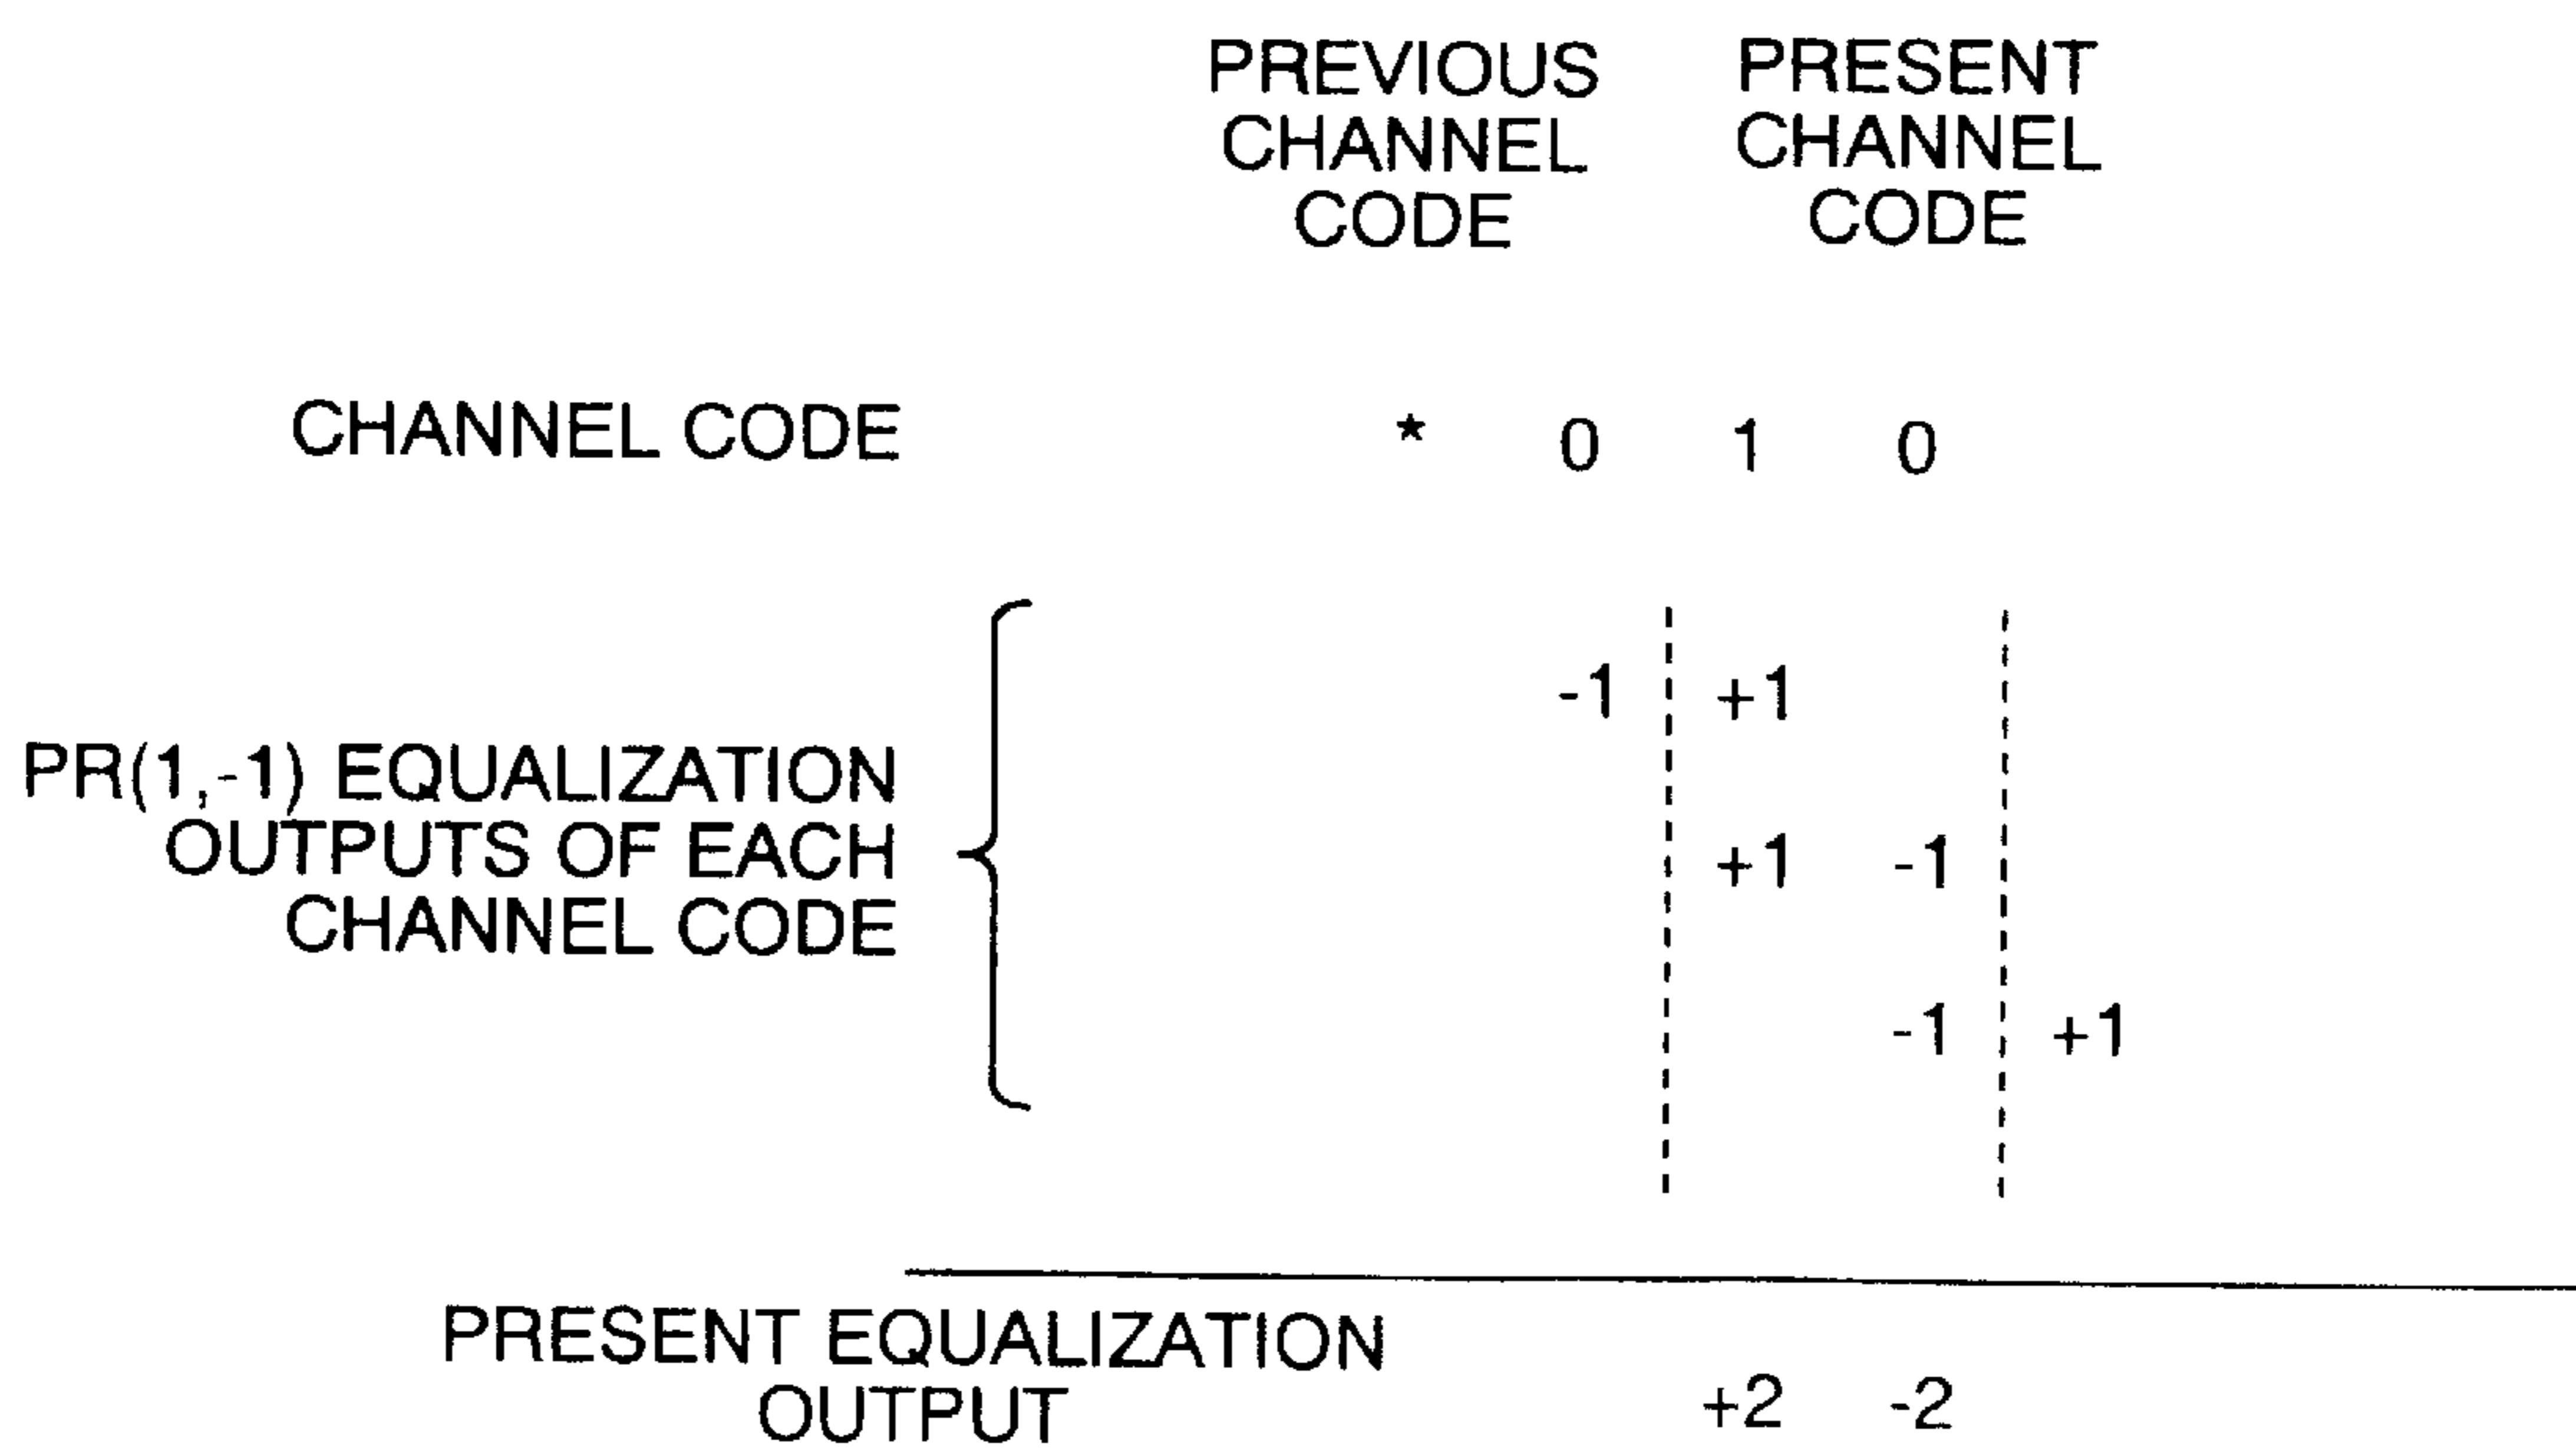 PREVIOUS CHANNEL CODE
PRESENT CHANNEL CODE
CHANNEL CODE * 0 1 0
PR(1,-1) EQUALIZATION
OUTPUTS OF EACH
CHANNEL CODE
-1 +1
+1 -1
-1 +1
PRESENT EQUALIZATION
OUTPUT
+2 -2